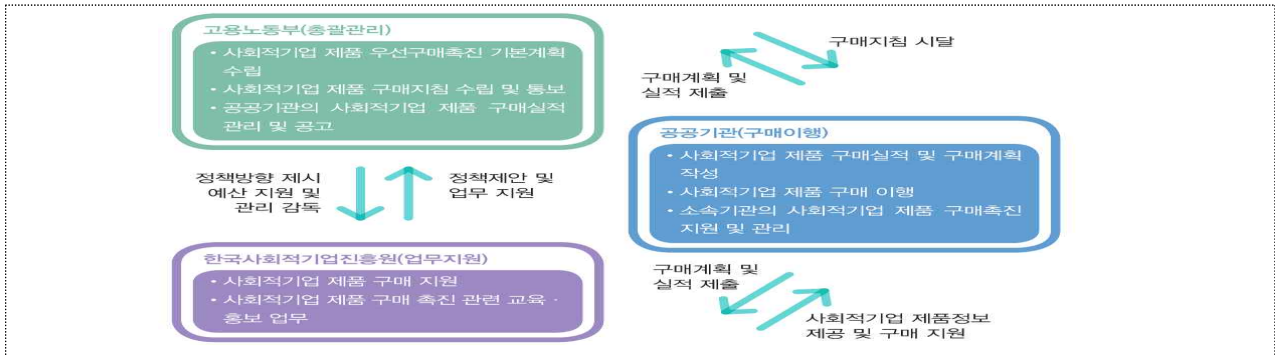 고용노동부(총괄관리)
• 사회적기업 제품 우선구매촉진 기본계획
수립
• 사회적기업 제품 구매지침 수립 및 통보
• 공공기관의 사회적기업 제품 구매실적
관리 및 공고
구매지침 시달
구매계획 및
실적 제출
공공기관(구매이행)
• 사회적기업 제품 구매실적 및 구매계획
작성
• 사회적기업 제품 구매 이행
• 소속기관의 사회적기업 제품 구매촉진
지원 및 관리
정책방향 제시
예산 지원 및
관리 감독
정책제안 및
업무 지원
한국사회적기업진흥원(업무지원)
• 사회적기업 제품 구매 지원
• 사회적기업 제품 구매 촉진 관련 교육 ·
홍보 업무
구매계획 및
실적 제출
사회적기업 제품정보
제공 및 구매 지원